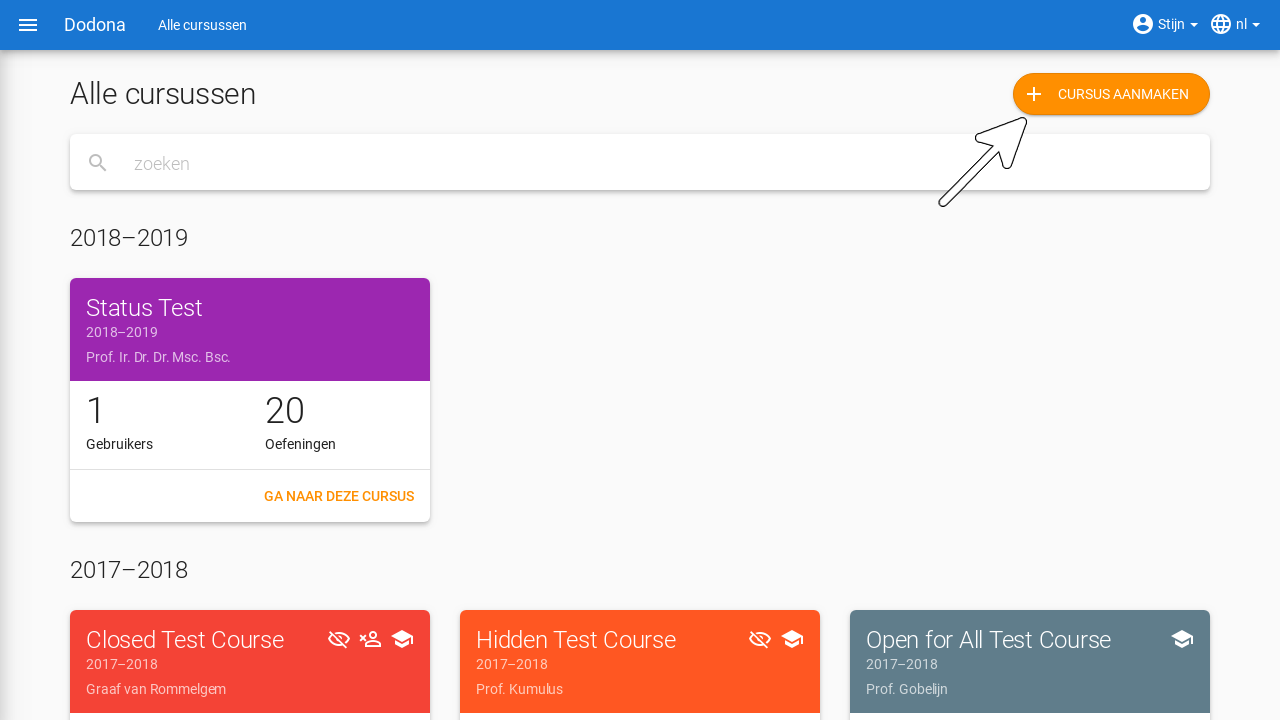 Dodona
Alle cursussen
Stijn
nl
Alle cursussen
CURSUS AANMAKEN
zoeken
2018–2019
Status Test
2018–2019
Prof. Ir. Dr. Dr. Msc. Bsc.
1
20
Gebruikers
Oefeningen
GA NAAR DEZE CURSUS
2017–2018
Closed Test Course
2017–2018
Graaf van Rommelgem
Hidden Test Course
2017–2018
Prof. Kumulus
Open for All Test Course
2017–2018
Prof. Gobelijn